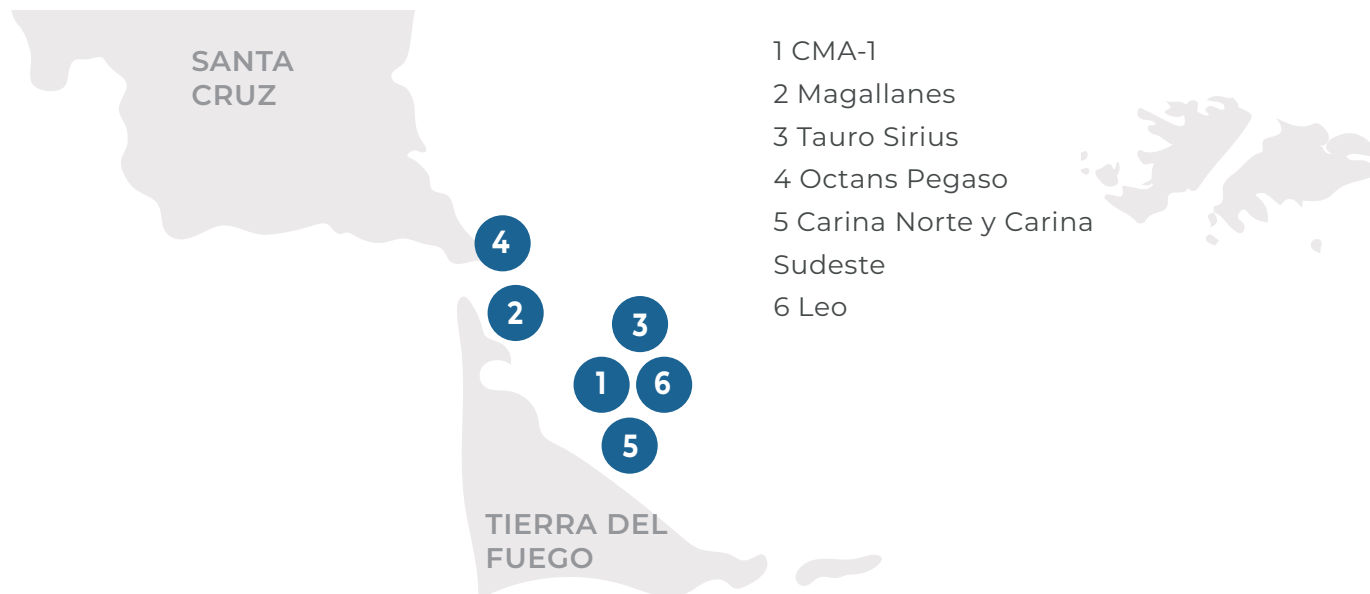 SANTA
CRUZ
1 CMA-1
2 Magallanes
3 Tauro Sirius
4 Octans Pegaso
5 Carina Norte y Carina
Sudeste
6 Leo
4
2
3
1
6
5
TIERRA DEL
FUEGO